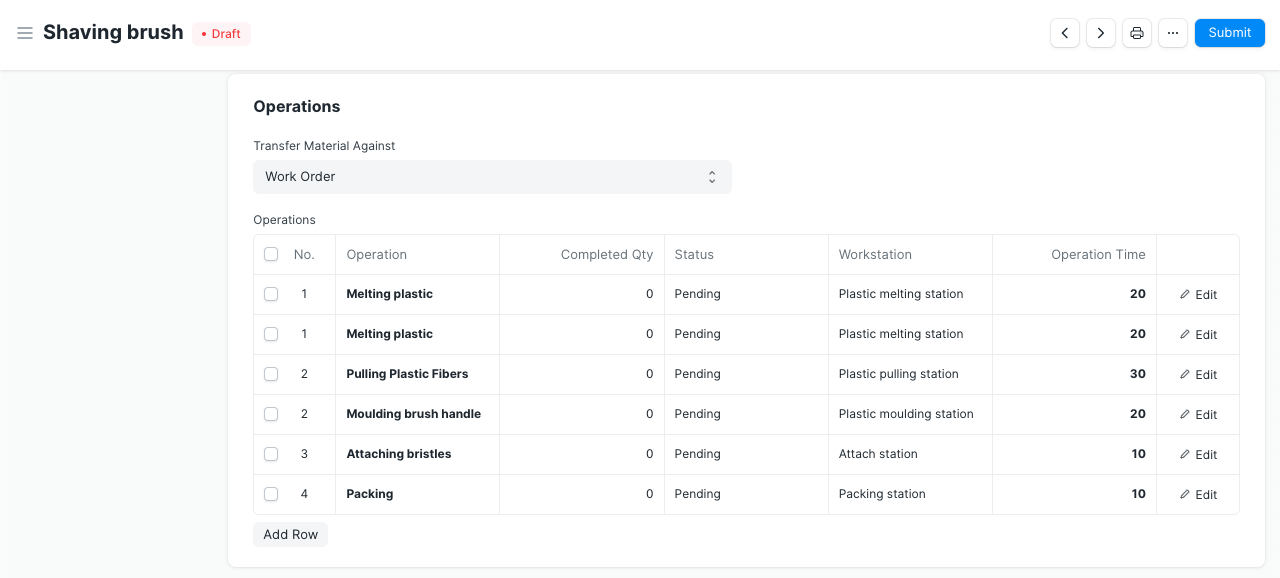 Shaving brush • Draft Submit
Operations
Transfer Material Against
Work Order
Operations
No. Operation Completed Qty Status Workstation Operation Time
1 Melting plastic 0 Pending Plastic melting station 20 Edit
1 Melting plastic 0 Pending Plastic melting station 20 Edit
2 Pulling Plastic Fibers 0 Pending Plastic pulling station 30 Edit
2 Moulding brush handle 0 Pending Plastic moulding station 20 Edit
3 Attaching bristles 0 Pending Attach station 10 Edit
4 Packing 0 Pending Packing station 10 Edit
Add Row